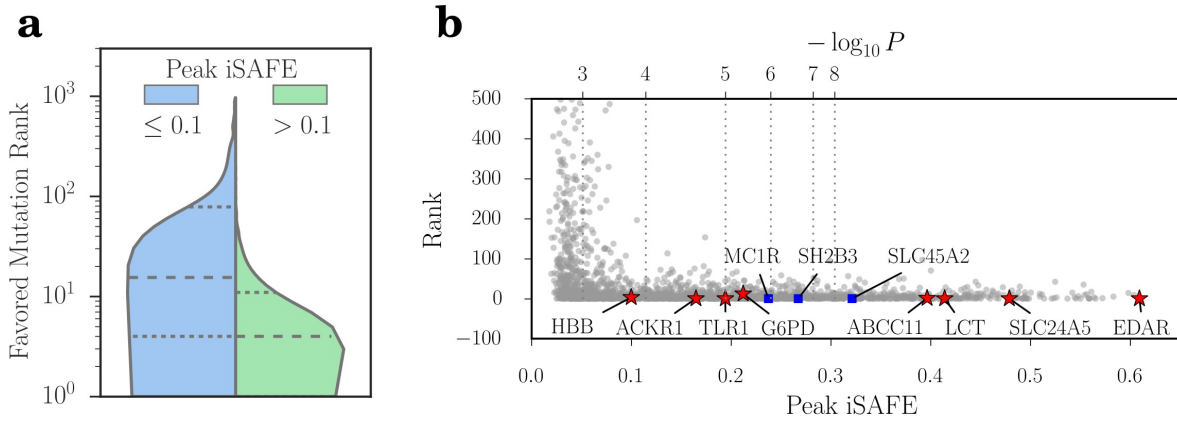 a
Peak iSAFE
≤ 0.1
> 0.1
Favored Mutation Rank
10³
10²
10¹
10⁰
b
− log₁₀ P
3 4 5 6 7 8
500
400
300
200
100
0
−100
Rank
MC1R SH2B3 SLC45A2
HBB ACKR1 TLR1 G6PD ABCC11 LCT SLC24A5 EDAR
0.0 0.1 0.2 0.3 0.4 0.5 0.6
Peak iSAFE